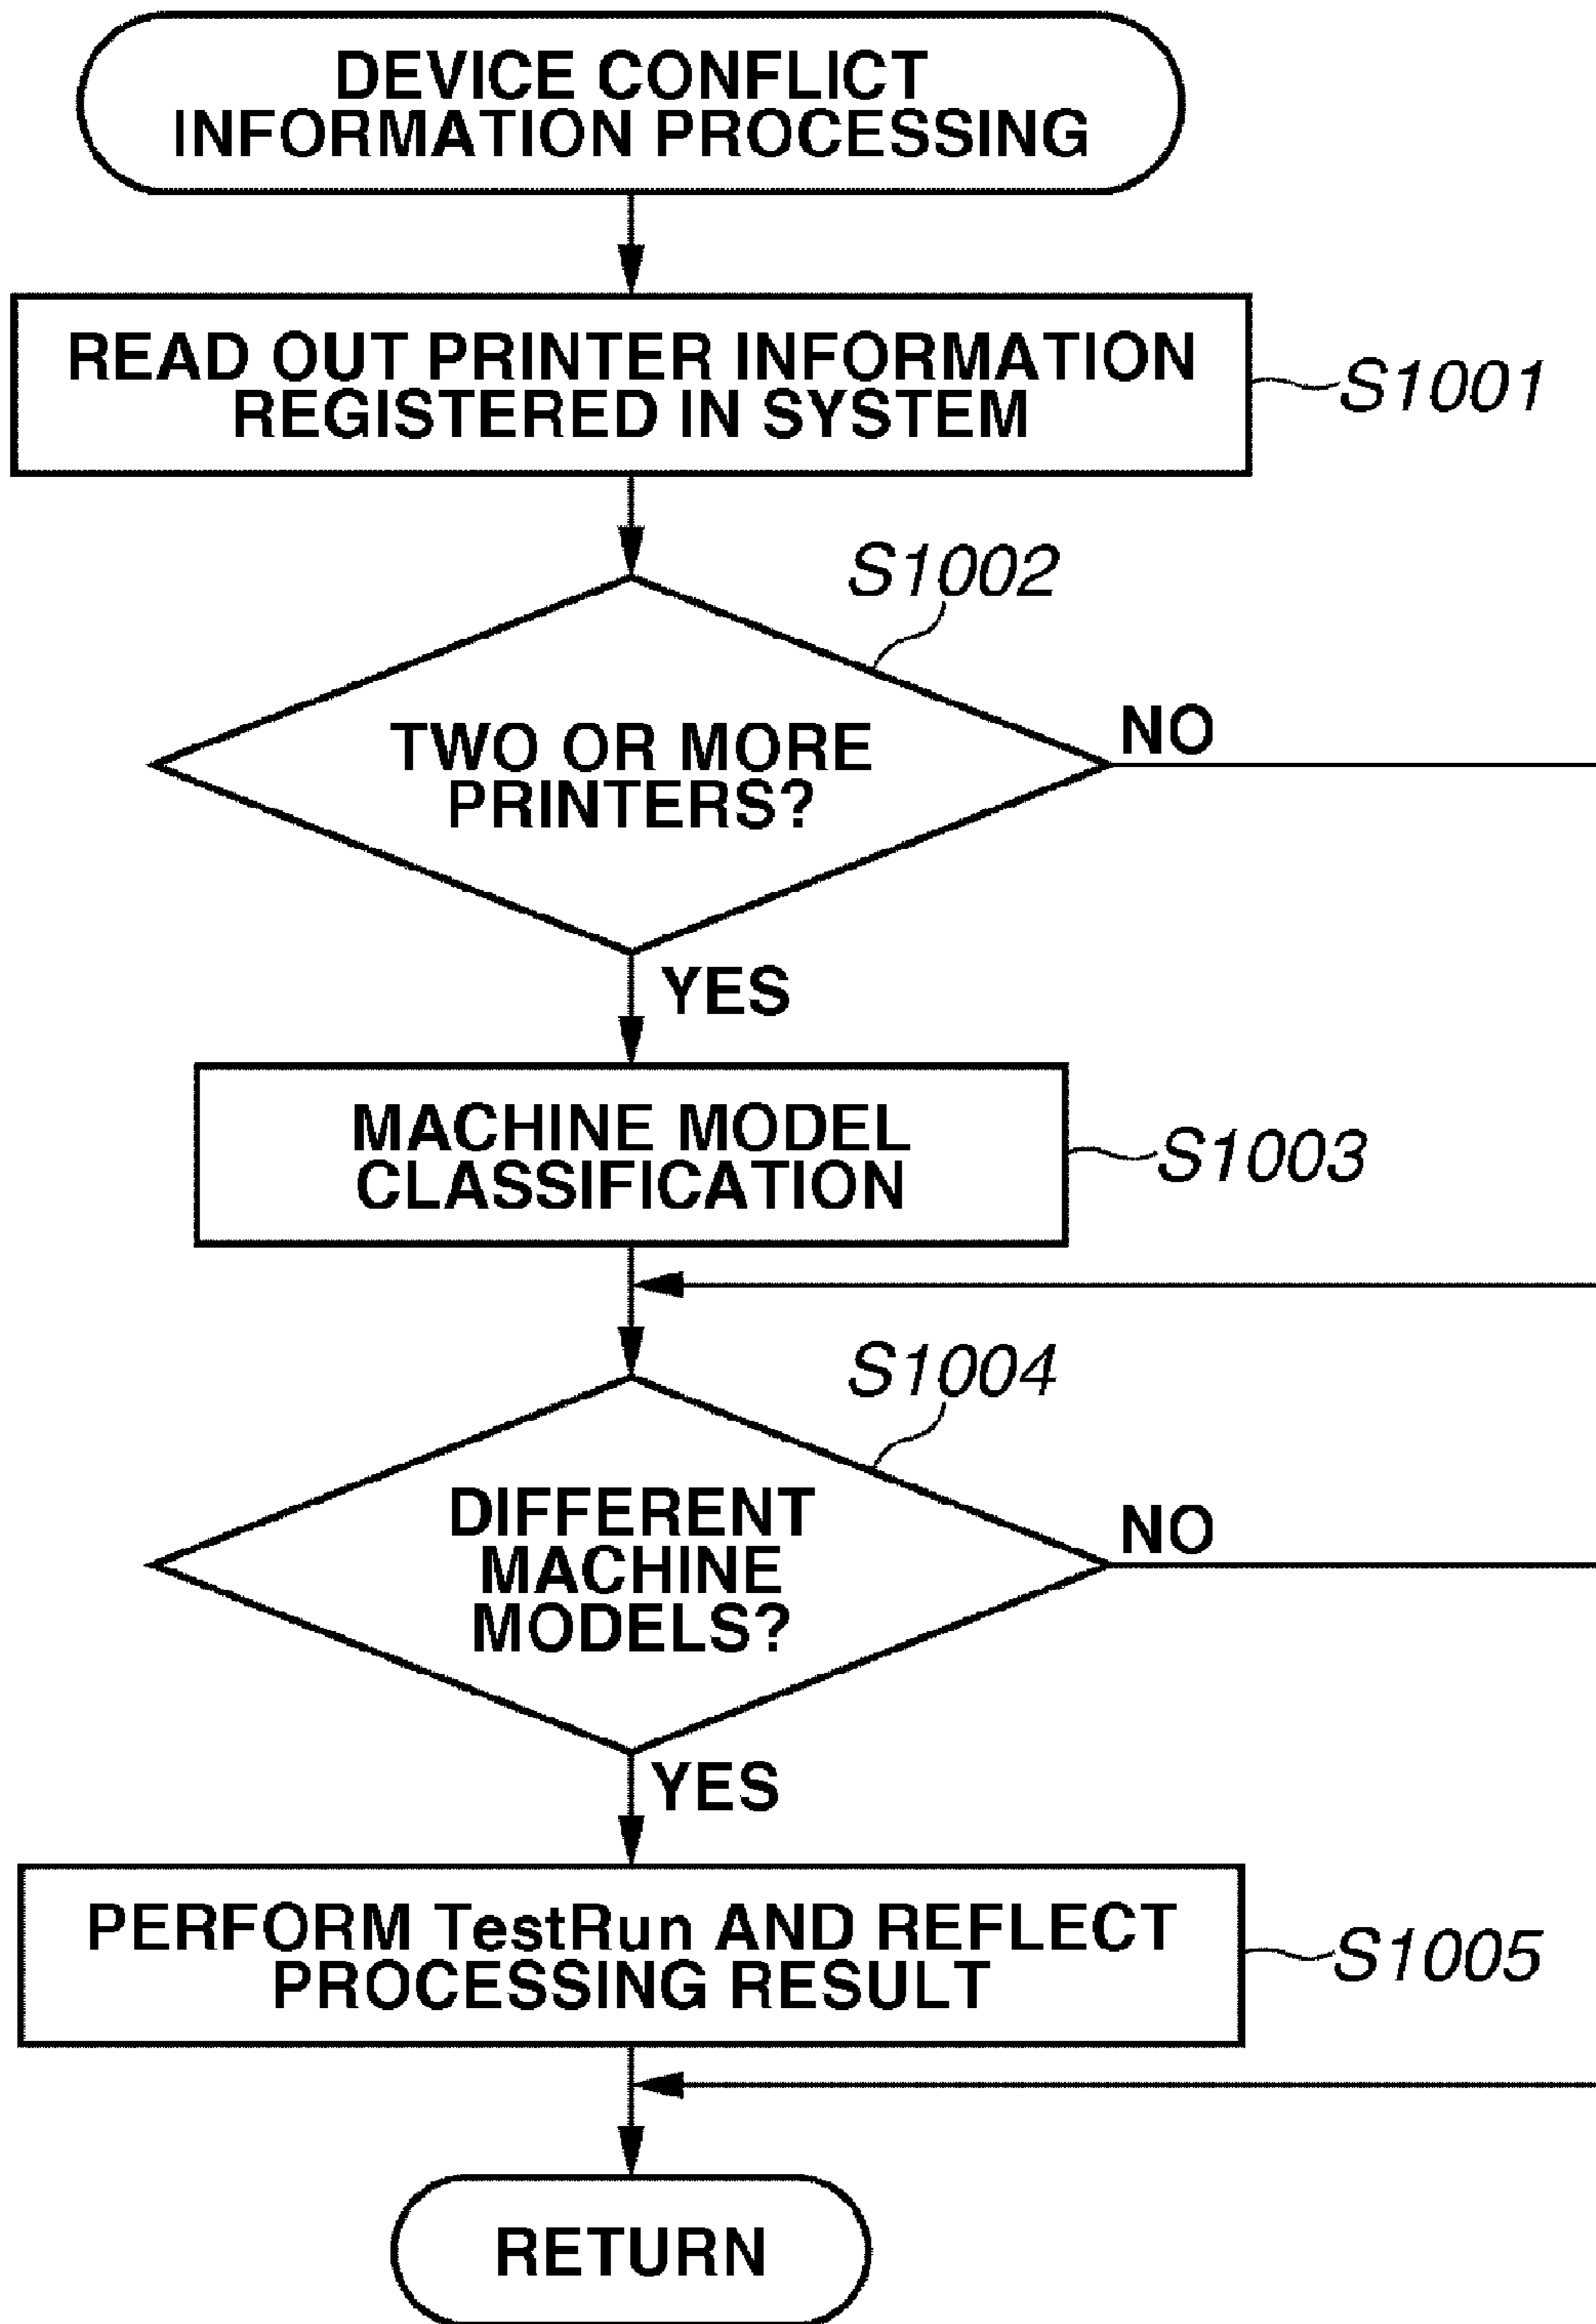 DEVICE CONFLICT
INFORMATION PROCESSING
READ OUT PRINTER INFORMATION
REGISTERED IN SYSTEM
S1001
S1002
TWO OR MORE
PRINTERS?
NO
YES
MACHINE MODEL
CLASSIFICATION
S1003
S1004
DIFFERENT
MACHINE
MODELS?
NO
YES
PERFORM TestRun AND REFLECT
PROCESSING RESULT
S1005
RETURN